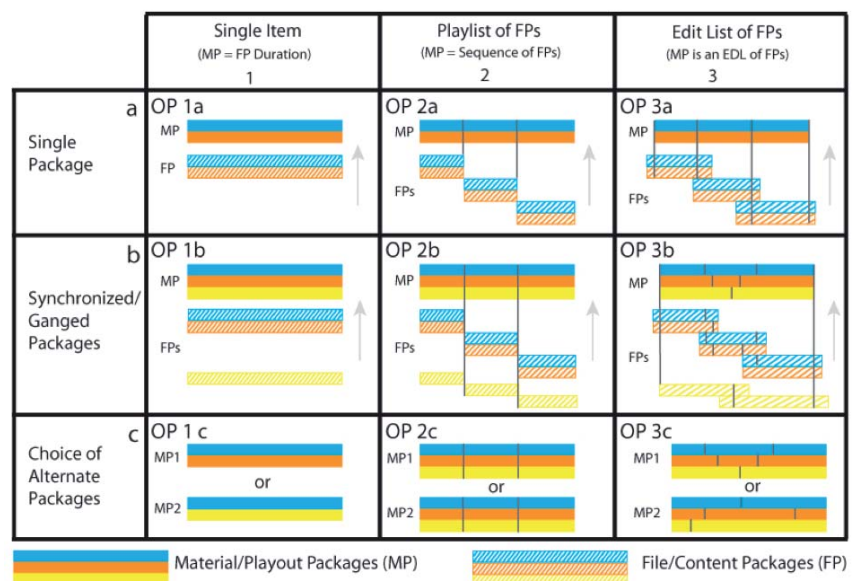 Single Item
(MP = FP Duration)
1
Playlist of FPs
(MP = Sequence of FPs)
2
Edit List of FPs
(MP is an EDL of FPs)
3
a
Single
Package
OP 1a
MP
FP
OP 2a
MP
FPs
OP 3a
MP
FPs
b
Synchronized/
Ganged
Packages
OP 1b
MP
FPs
OP 2b
MP
FPs
OP 3b
MP
FPs
c
Choice of
Alternate
Packages
OP 1 c
MP1
or
MP2
OP 2c
MP1
or
MP2
OP 3c
MP1
or
MP2
Material/Playout Packages (MP)
File/Content Packages (FP)